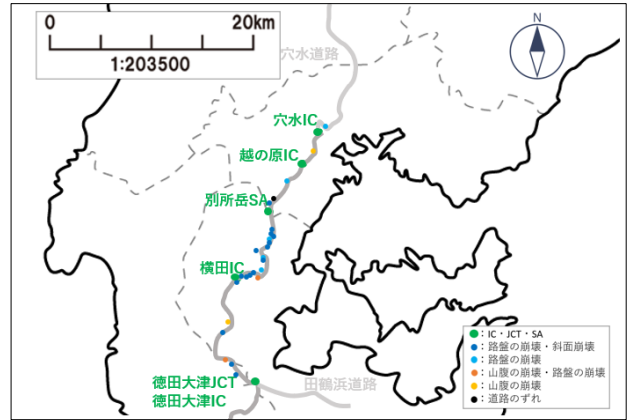 0 20km
1:203500
N
穴水道路
穴水IC
越の原IC
別所岳SA
横田IC
徳田大津JCT
徳田大津IC
田鶴浜道路
：IC・JCT・SA
：路盤の崩壊・斜面崩壊
：路盤の崩壊
：山腹の崩壊・路盤の崩壊
：山腹の崩壊
：道路のずれ